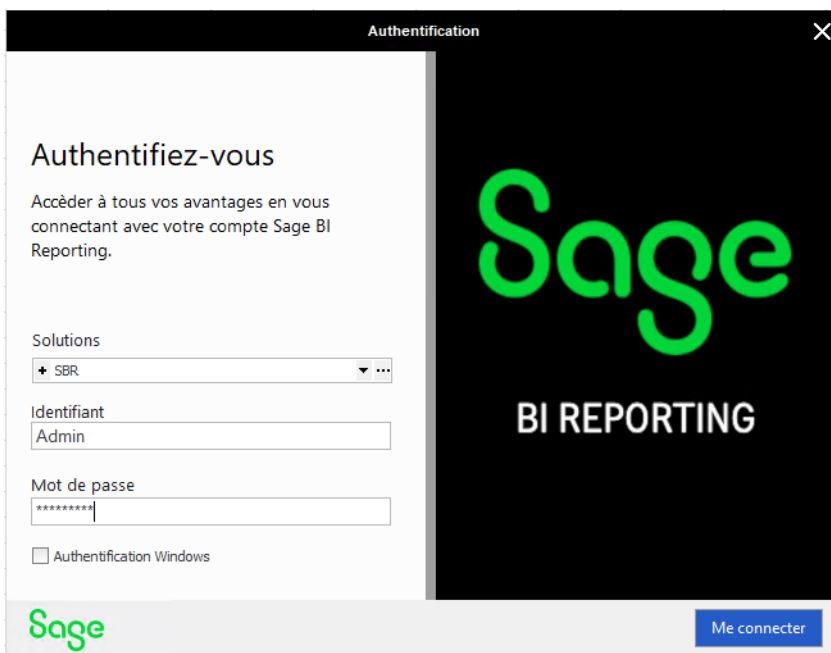 Authentification
Authentifiez-vous
Accèder à tous vos avantages en vous
connectant avec votre compte Sage BI
Reporting.
Solutions
+ SBR
Identifiant
Admin
Mot de passe
*********
Authentification Windows
Sage
BI REPORTING
Sage
Me connecter